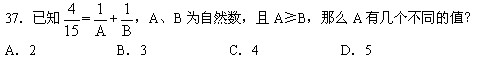 37. 已知4/15=1/A+1/B，A、B 为自然数，且 A≥B，那么 A 有几个不同的值？
A. 2 B. 3 C. 4 D. 5